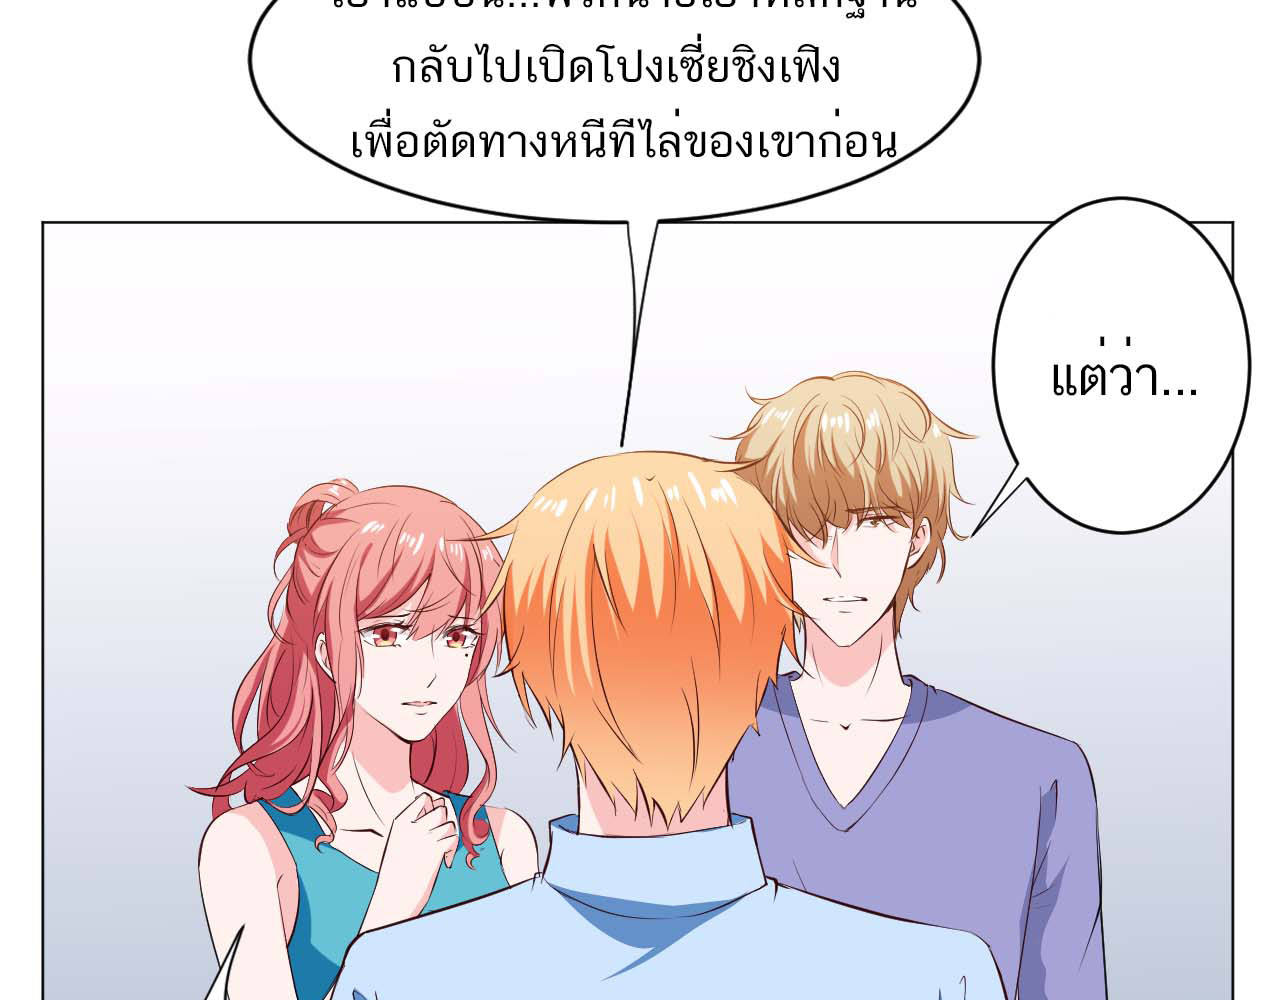 กลับไปเปิดโปงเซี่ยชิงเฟิง
เพื่อตัดทางหนีทีไล่ของเขาก่อน
แต่ว่า...